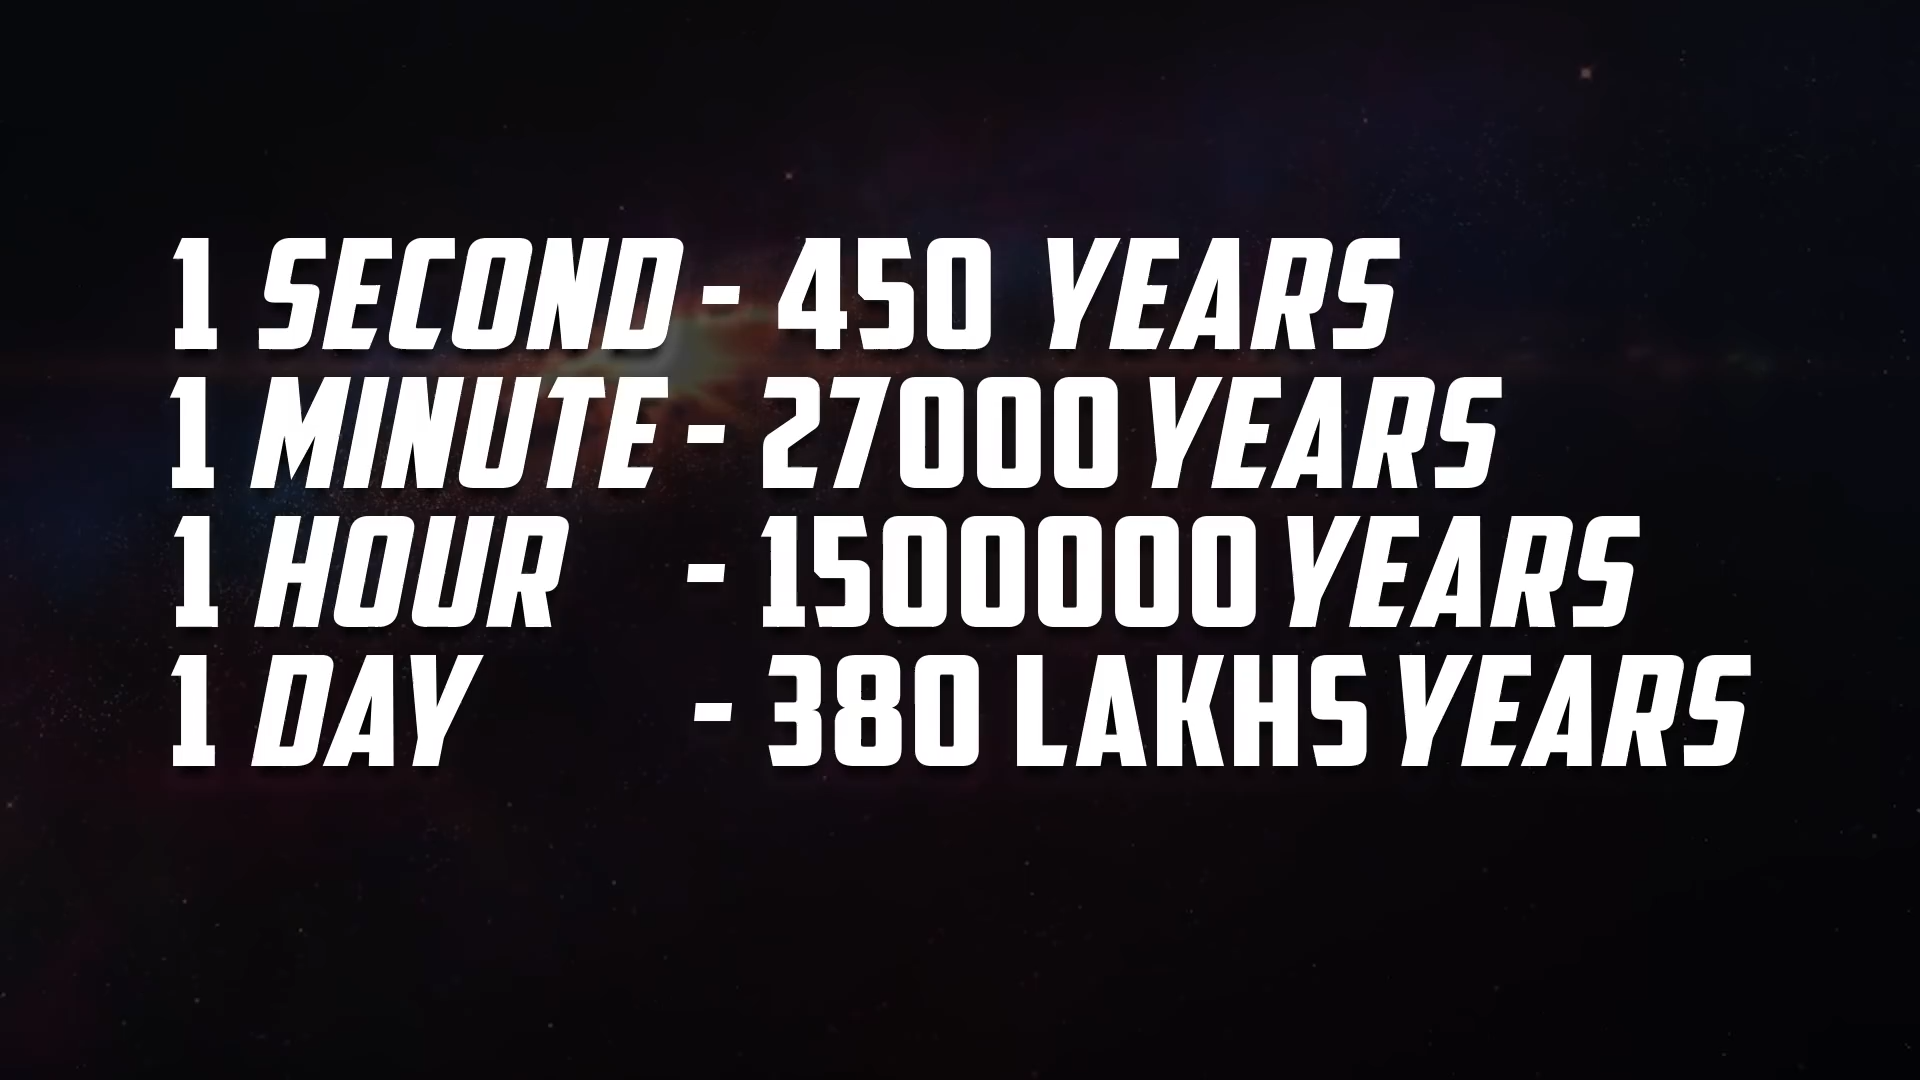 1 SECOND - 450 YEARS
1 MINUTE - 27000 YEARS
1 HOUR - 1500000 YEARS
1 DAY - 380 LAKHS YEARS